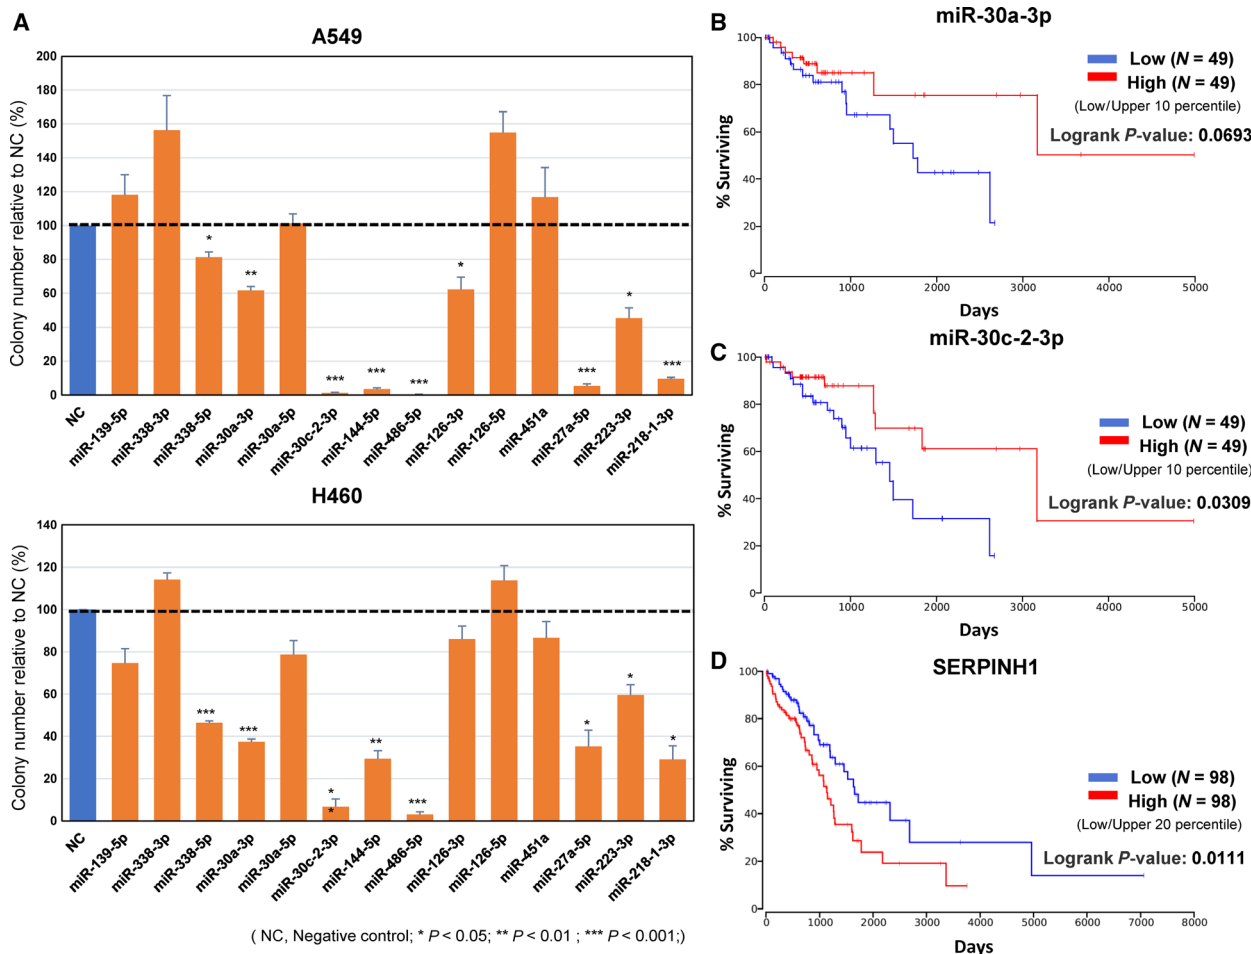 A
A549
Colony number relative to NC (%)
200
180
160
140
120
100
80
60
40
20
0
* ** *** *** *** * *** * ***
NC miR-139-5p miR-338-3p miR-338-5p miR-30a-3p miR-30a-5p miR-30c-2-3p miR-144-5p miR-486-5p miR-126-3p miR-126-5p miR-451a miR-27a-5p miR-223-3p miR-218-1-3p
H460
Colony number relative to NC (%)
140
120
100
80
60
40
20
0
*** *** * * ** *** * * *
NC miR-139-5p miR-338-3p miR-338-5p miR-30a-3p miR-30a-5p miR-30c-2-3p miR-144-5p miR-486-5p miR-126-3p miR-126-5p miR-451a miR-27a-5p miR-223-3p miR-218-1-3p
( NC, Negative control; * P < 0.05; ** P < 0.01 ; *** P < 0.001;)
B
miR-30a-3p
% Surviving
100
80
60
40
20
0
0 1000 2000 3000 4000 5000
Days
Low (N = 49)
High (N = 49)
(Low/Upper 10 percentile)
Logrank P-value: 0.0693
C
miR-30c-2-3p
% Surviving
100
80
60
40
20
0
0 1000 2000 3000 4000 5000
Days
Low (N = 49)
High (N = 49)
(Low/Upper 10 percentile)
Logrank P-value: 0.0309
D
SERPINH1
% Surviving
100
80
60
40
20
0
0 1000 2000 3000 4000 5000 6000 7000 8000
Days
Low (N = 98)
High (N = 98)
(Low/Upper 20 percentile)
Logrank P-value: 0.0111